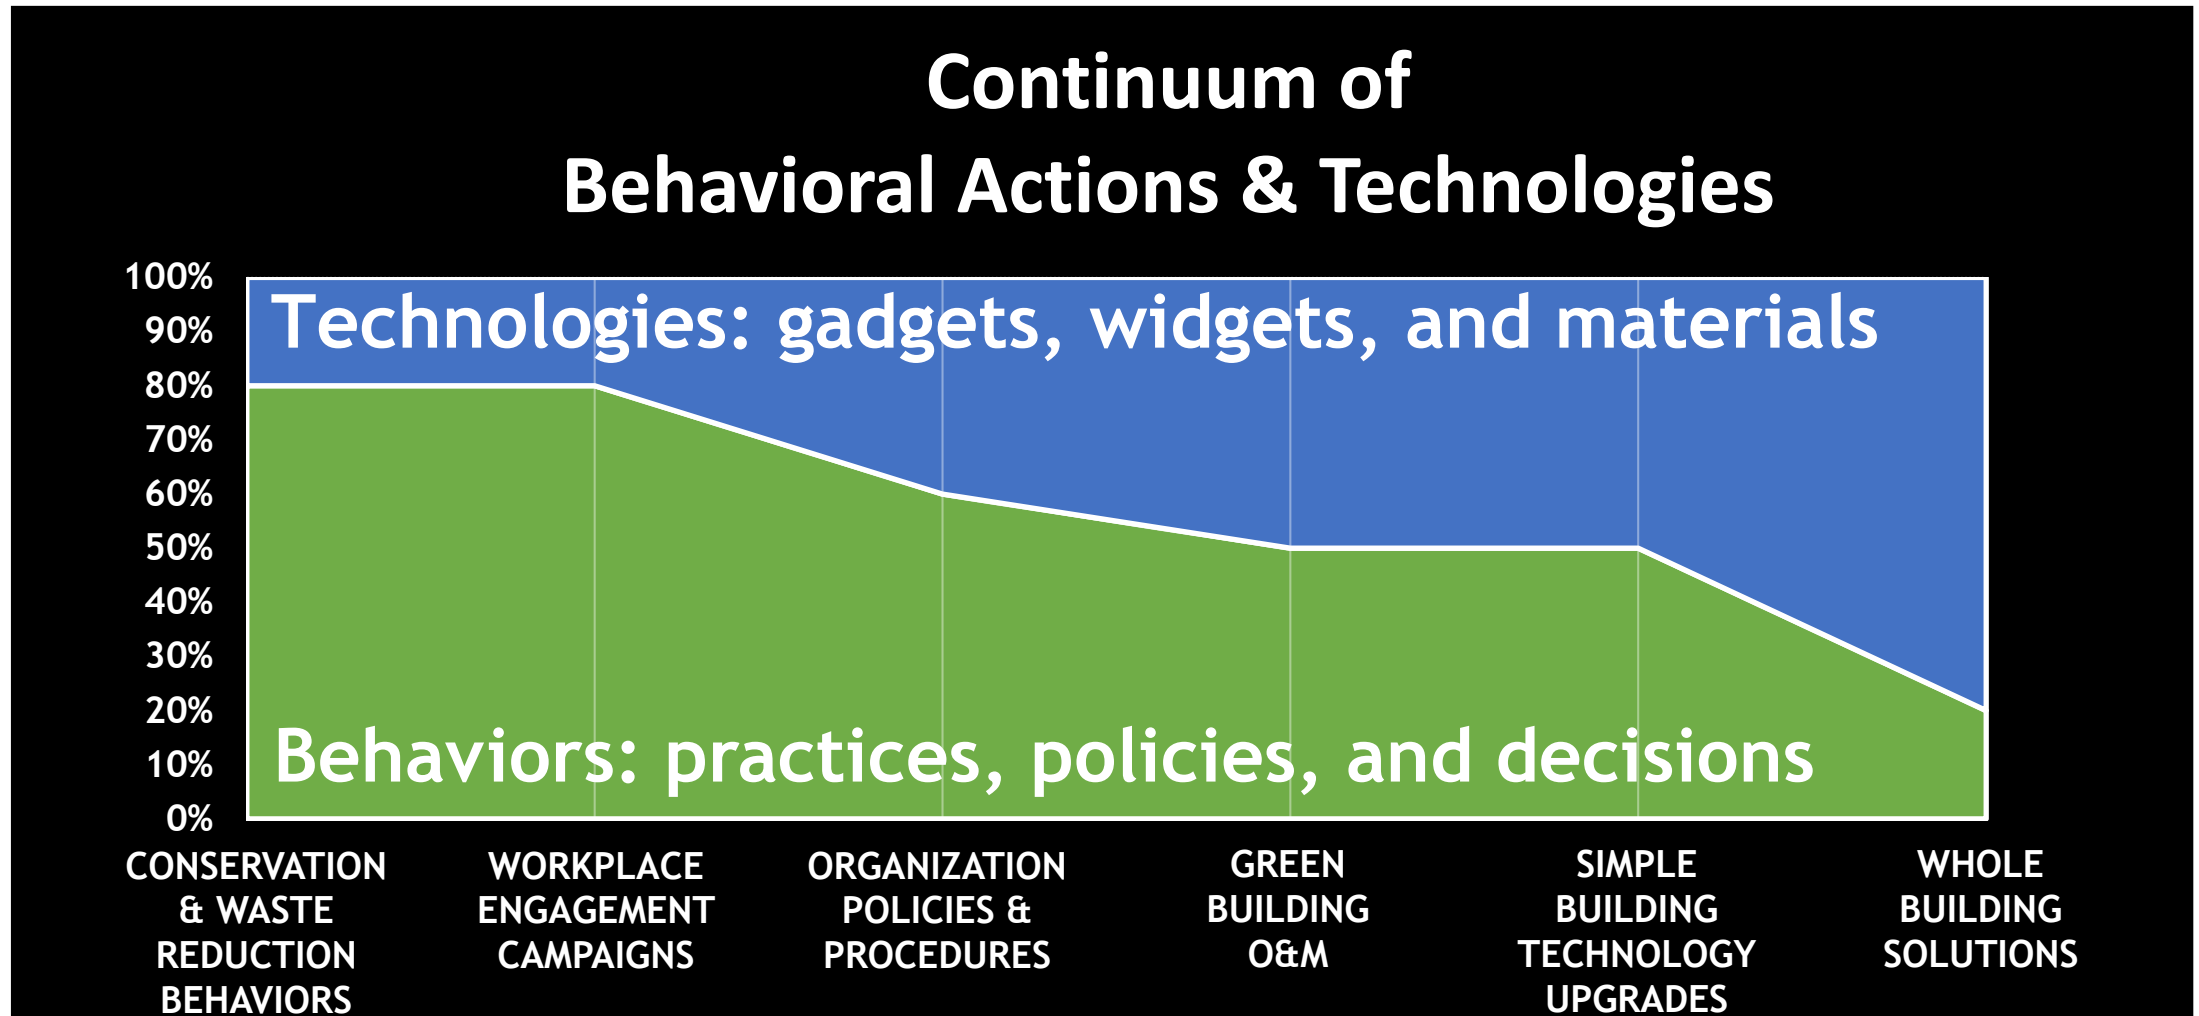 Continuum of
Behavioral Actions & Technologies
100%
90%
80%
70%
60%
50%
40%
30%
20%
10%
0%
Technologies: gadgets, widgets, and materials
Behaviors: practices, policies, and decisions
CONSERVATION
& WASTE
REDUCTION
BEHAVIORS
WORKPLACE
ENGAGEMENT
CAMPAIGNS
ORGANIZATION
POLICIES &
PROCEDURES
GREEN
BUILDING
O&M
SIMPLE
BUILDING
TECHNOLOGY
UPGRADES
WHOLE
BUILDING
SOLUTIONS